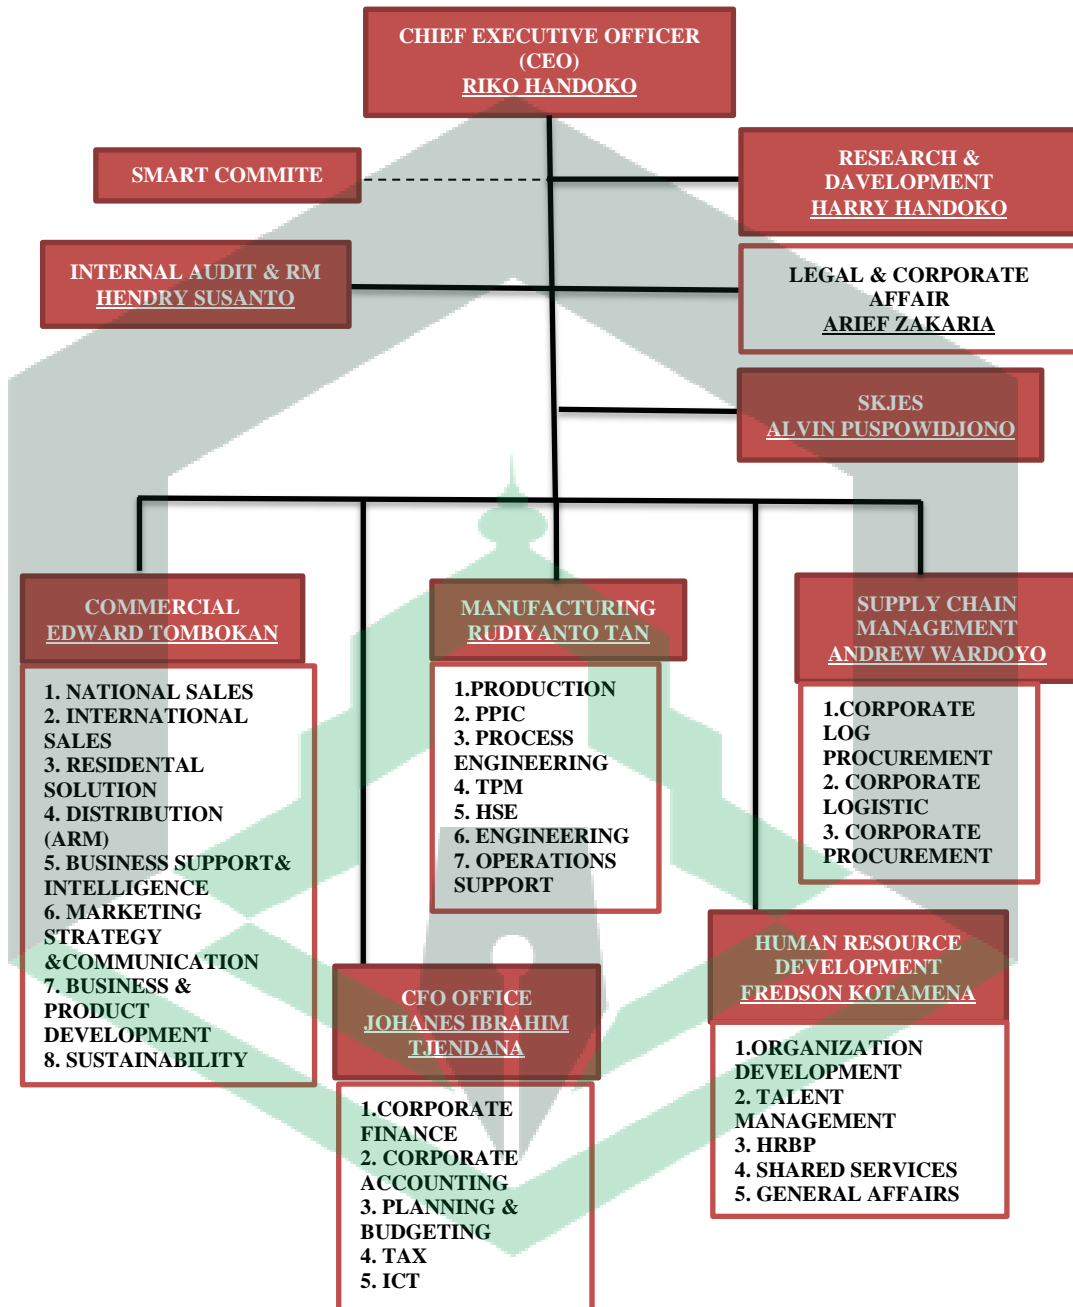 CHIEF EXECUTIVE OFFICER
(CEO)
RIKO HANDOKO
SMART COMMITE
RESEARCH &
DAVELOPMENT
HARRY HANDOKO
INTERNAL AUDIT & RM
HENDRY SUSANTO
LEGAL & CORPORATE
AFFAIR
ARIEF ZAKARIA
SKJES
ALVIN PUSPOWIDJONO
COMMERCIAL
EDWARD TOMBOKAN
1. NATIONAL SALES
2. INTERNATIONAL
SALES
3. RESIDENTAL
SOLUTION
4. DISTRIBUTION
(ARM)
5. BUSINESS SUPPORT&
INTELLIGENCE
6. MARKETING
STRATEGY
&COMMUNICATION
7. BUSINESS &
PRODUCT
DEVELOPMENT
8. SUSTAINABILITY
MANUFACTURING
RUDIYANTO TAN
1.PRODUCTION
2. PPIC
3. PROCESS
ENGINEERING
4. TPM
5. HSE
6. ENGINEERING
7. OPERATIONS
SUPPORT
SUPPLY CHAIN
MANAGEMENT
ANDREW WARDOYO
1.CORPORATE
LOG
PROCUREMENT
2. CORPORATE
LOGISTIC
3. CORPORATE
PROCUREMENT
CFO OFFICE
JOHANES IBRAHIM
TJENDANA
1.CORPORATE
FINANCE
2. CORPORATE
ACCOUNTING
3. PLANNING &
BUDGETING
4. TAX
5. ICT
HUMAN RESOURCE
DEVELOPMENT
FREDSON KOTAMENA
1.ORGANIZATION
DEVELOPMENT
2. TALENT
MANAGEMENT
3. HRBP
4. SHARED SERVICES
5. GENERAL AFFAIRS